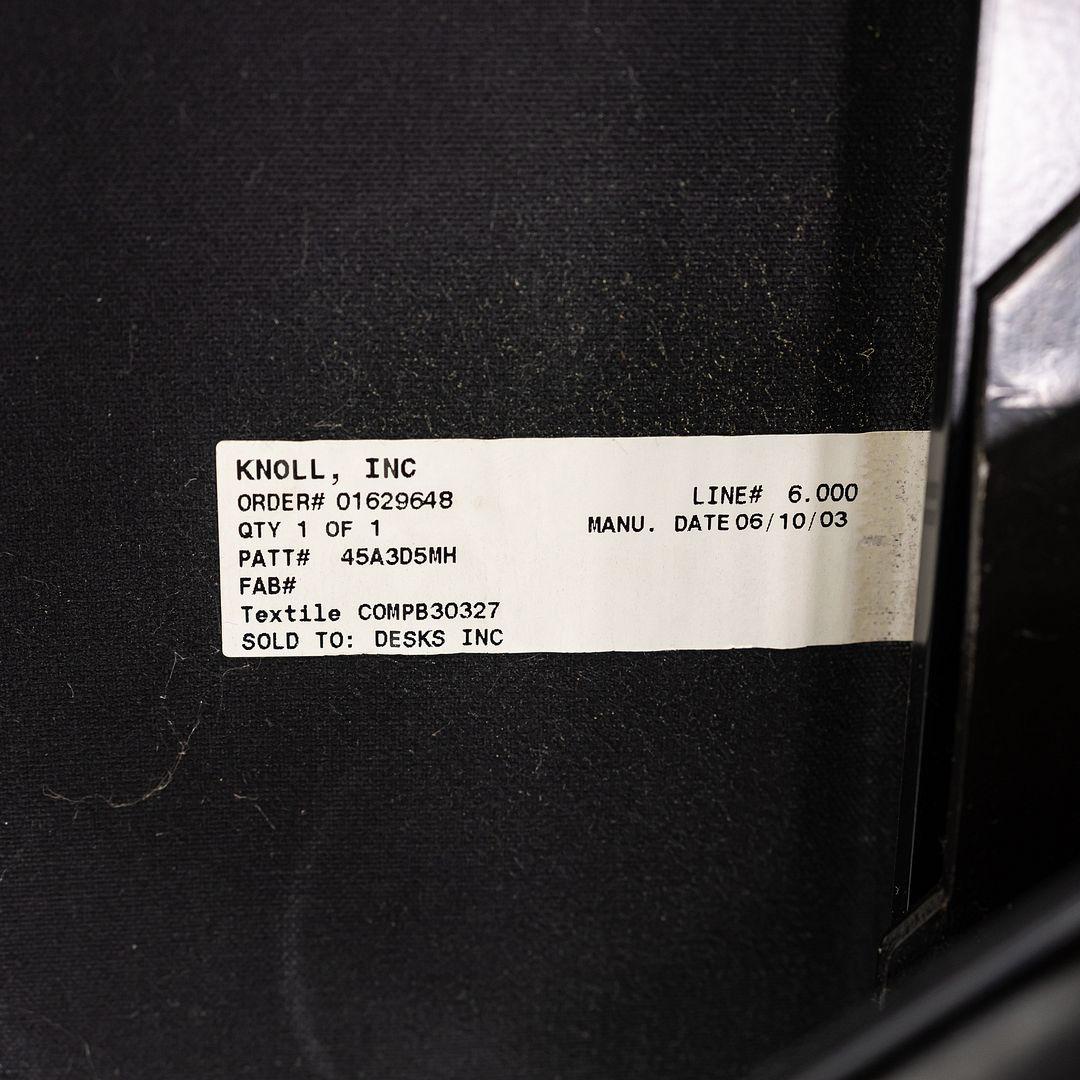 KNOLL, INC
ORDER# 01629648 LINE# 6.000
QTY 1 OF 1 MANU. DATE 06/10/03
PATT# 45A3D5MH
FAB#
Textile COMPB30327
SOLD TO: DESKS INC